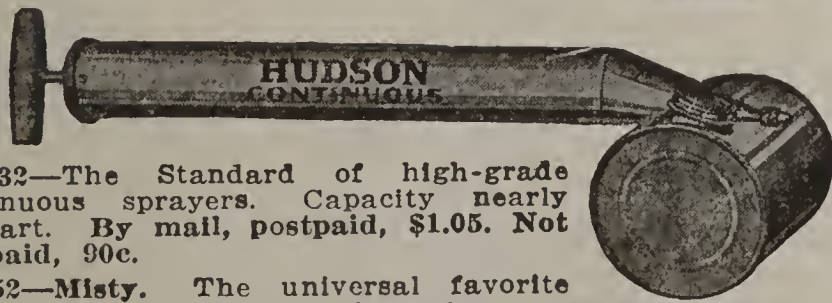 HUDSON
CONTINUOUS
32—The Standard of high-grade
nuous sprayers. Capacity nearly
art. By mail, postpaid, $1.05. Not
paid, 90c.
52—Misty. The universal favorite